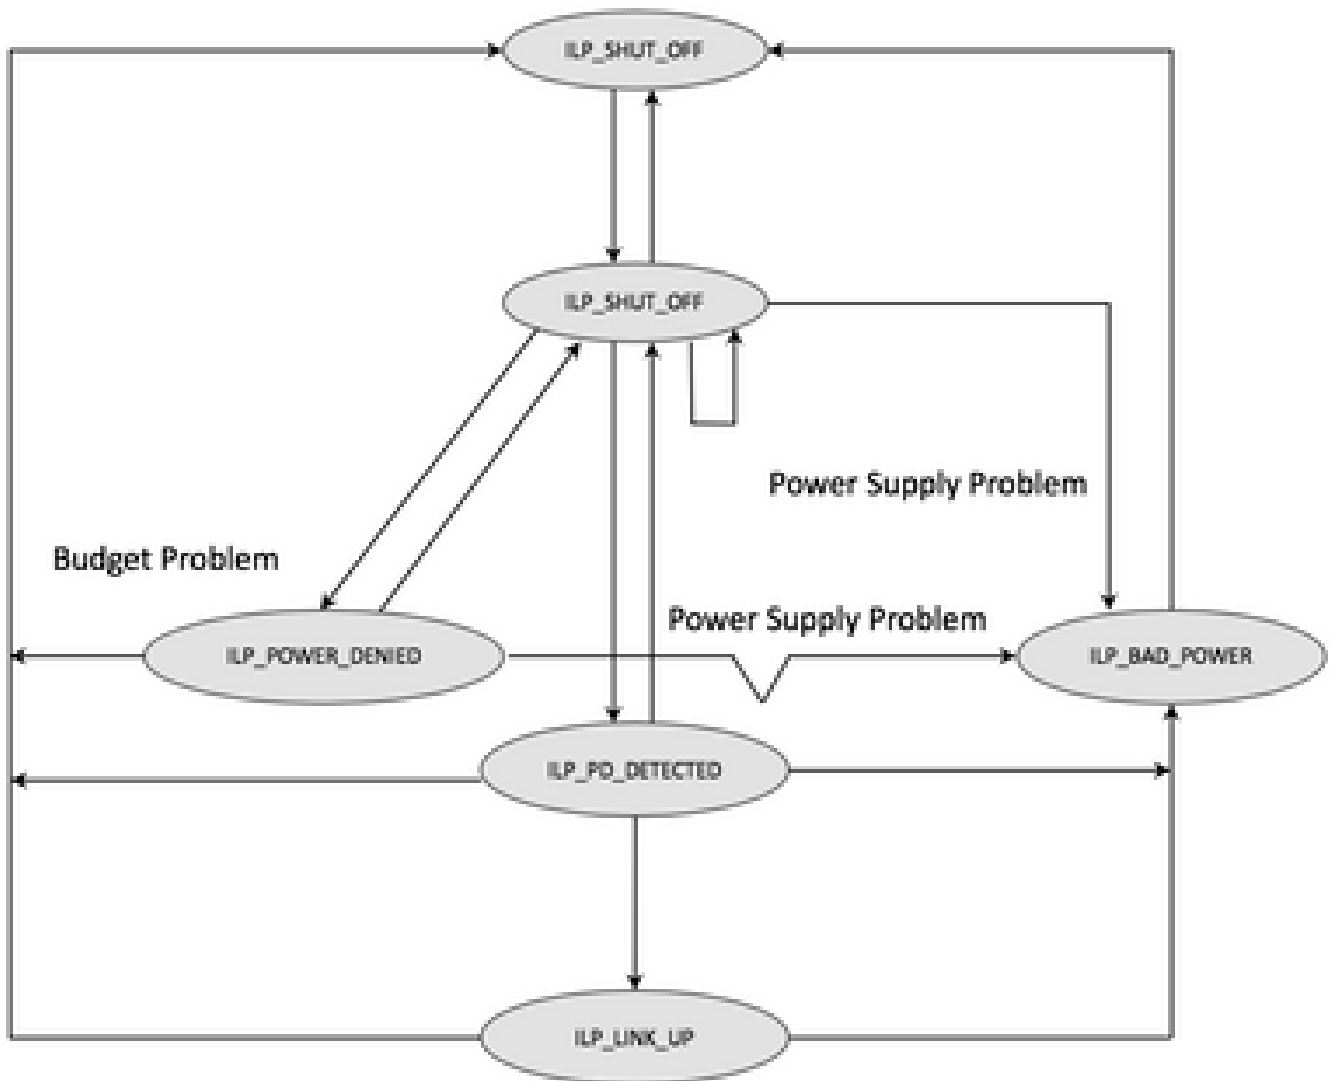 ILP_SHUT_OFF
ILP_SHUT_OFF
Power Supply Problem
Budget Problem
Power Supply Problem
ILP_POWER_DENIED
ILP_BAD_POWER
ILP_PD_DETECTED
ILP_LINK_UP